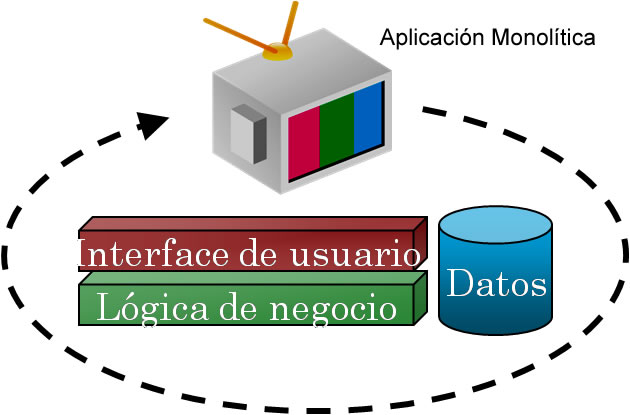 Aplicación Monolítica
Interface de usuario
Lógica de negocio
Datos